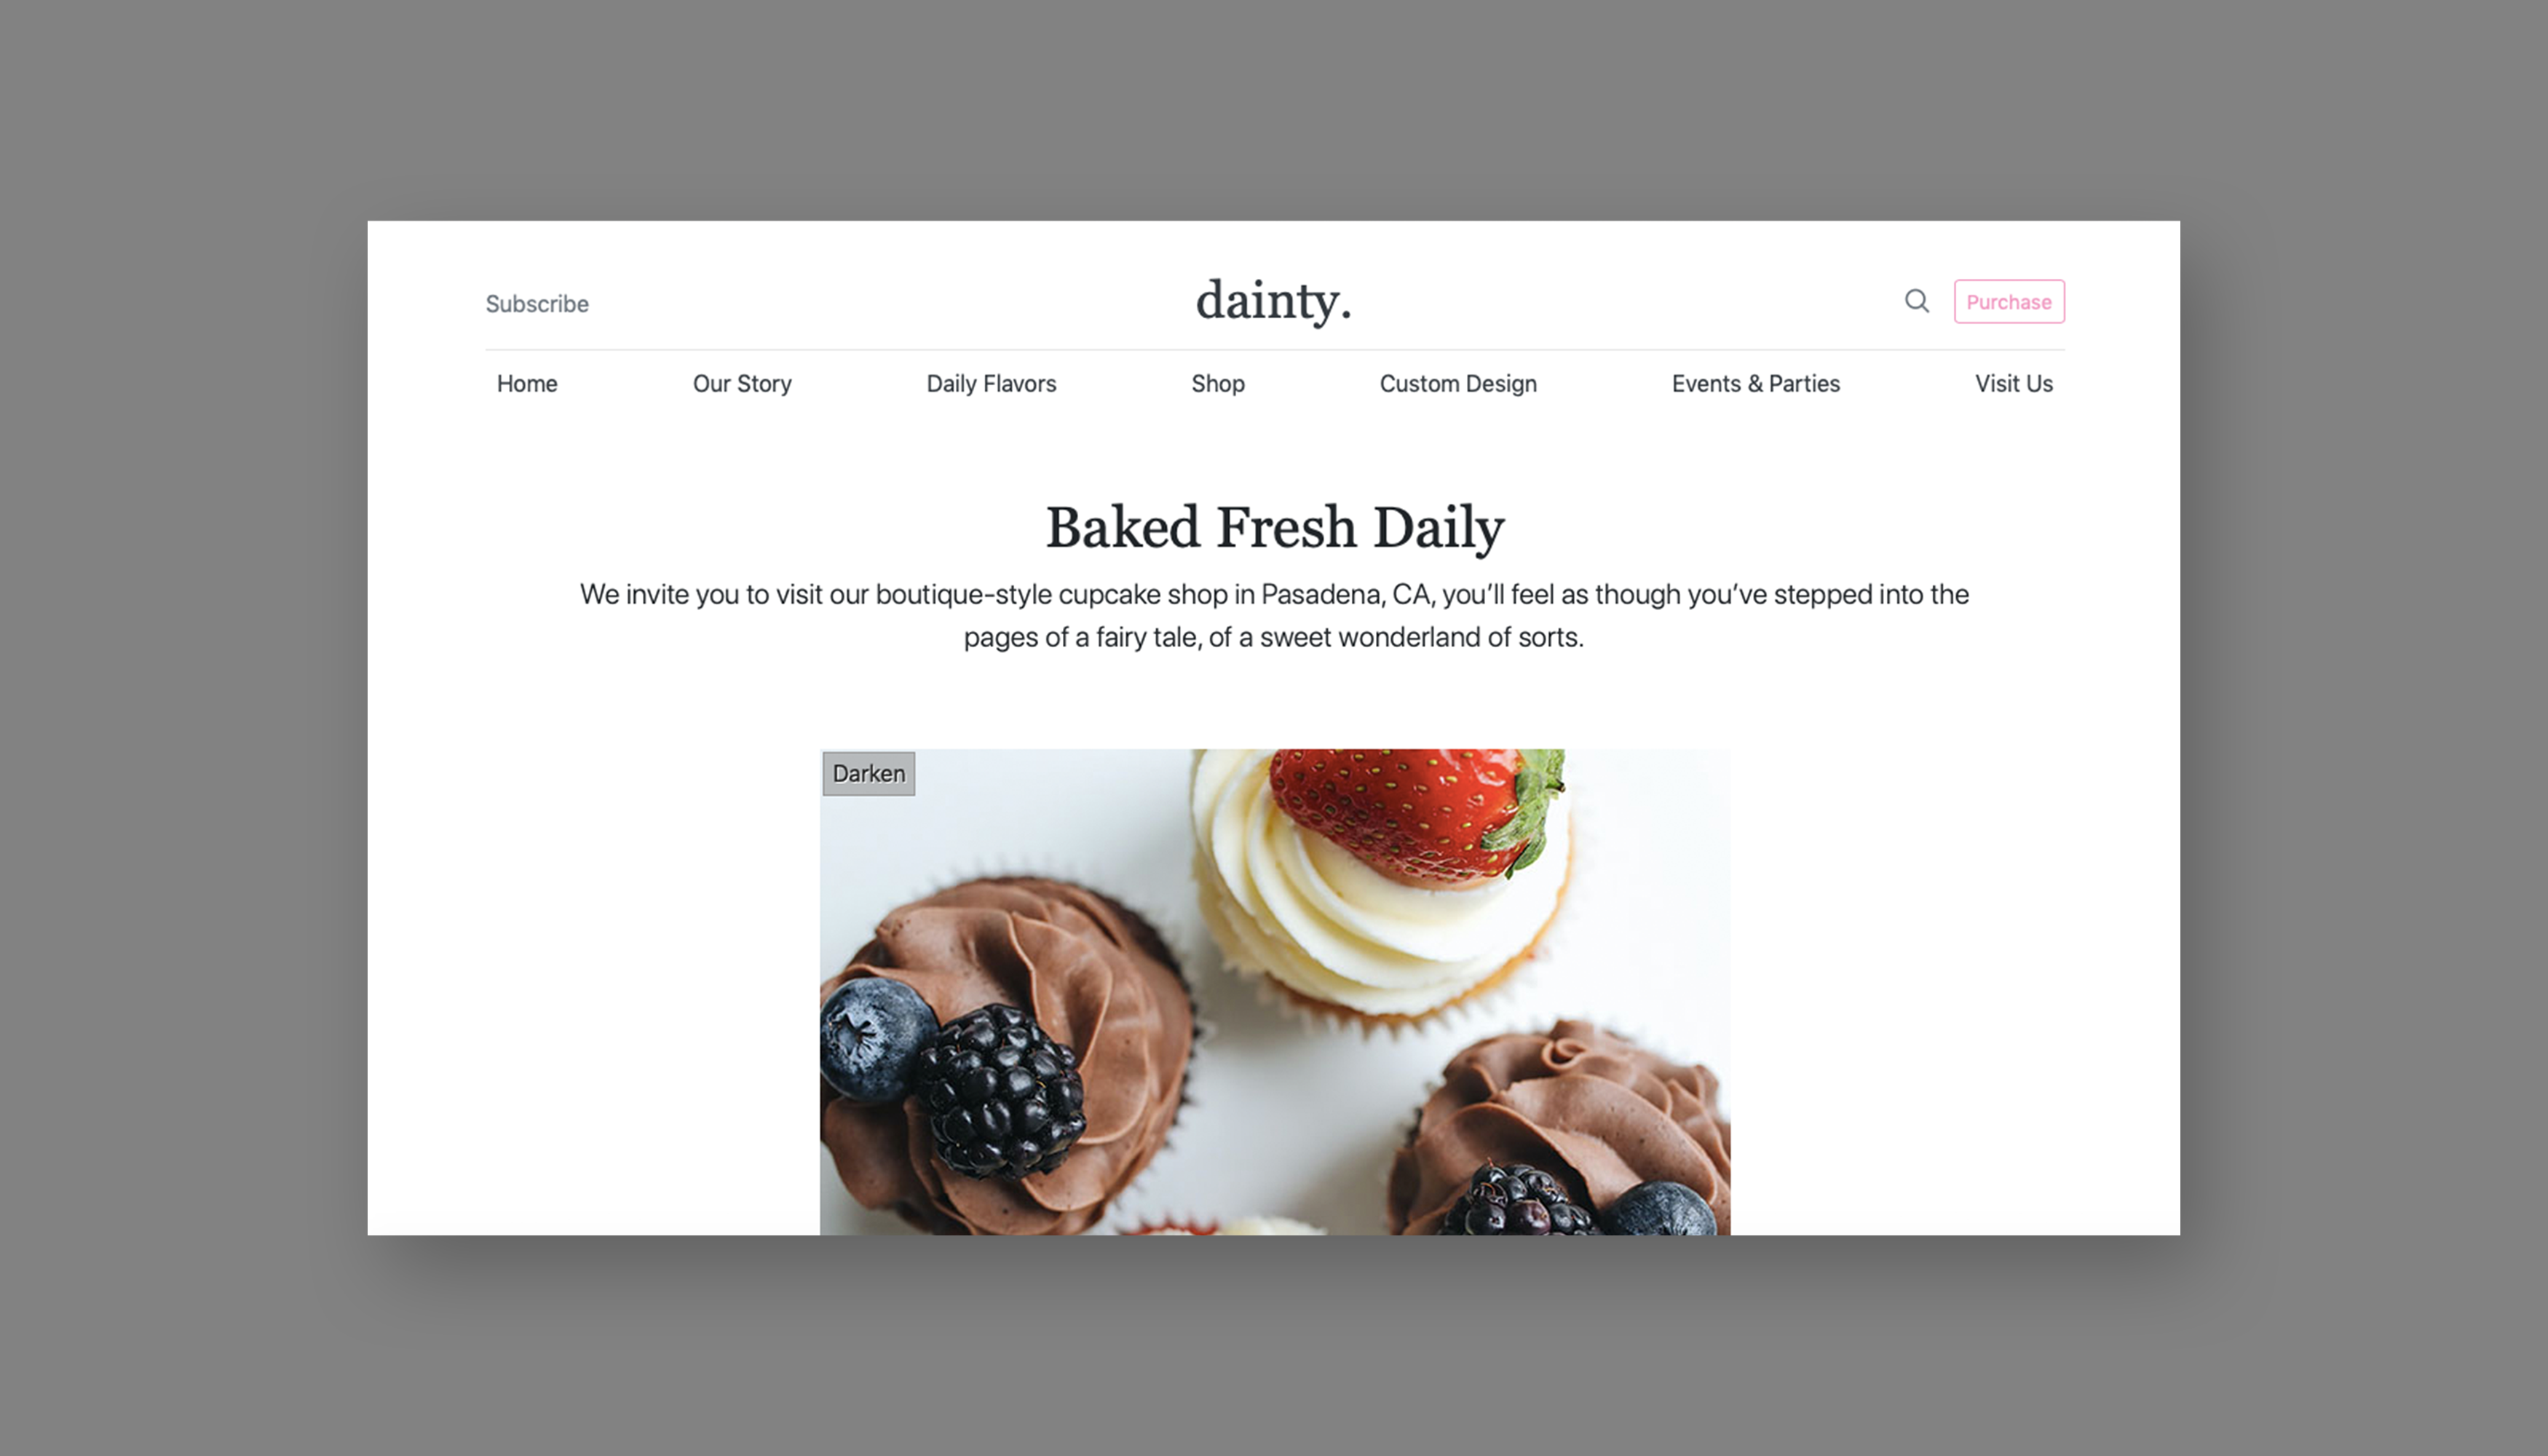 Subscribe
dainty.
Purchase
Home
Our Story
Daily Flavors
Shop
Custom Design
Events & Parties
Visit Us
Baked Fresh Daily
We invite you to visit our boutique-style cupcake shop in Pasadena, CA, you’ll feel as though you’ve stepped into the
pages of a fairy tale, of a sweet wonderland of sorts.
Darken